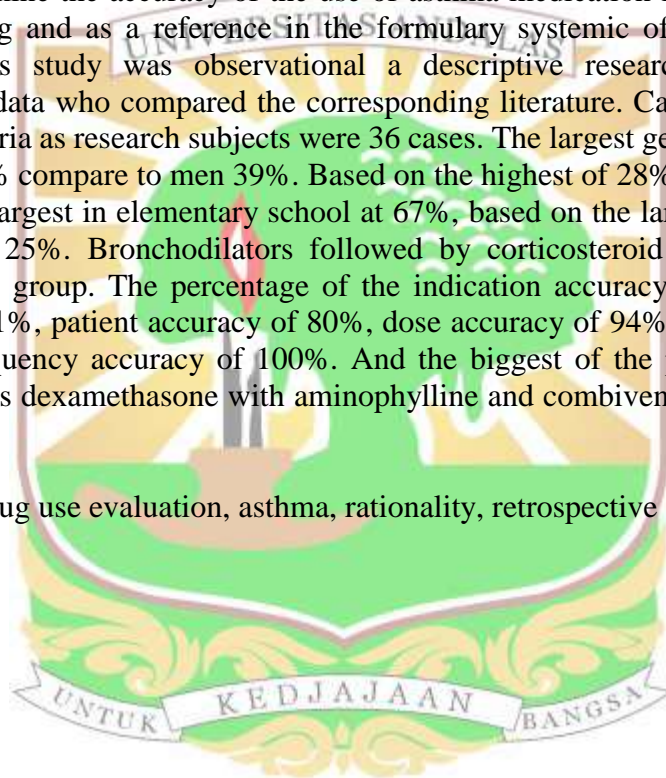 mine the accuracy of the use of asthma medication
g and as a reference in the formulary systemic of
UNIVERSITAS ANDALAS
s study was observational a descriptive research
data who compared the corresponding literature. Ca
ria as research subjects were 36 cases. The largest ge
% compare to men 39%. Based on the highest of 28%
argest in elementary school at 67%, based on the lar
25%. Bronchodilators followed by corticosteroid
group. The percentage of the indication accuracy
1%, patient accuracy of 80%, dose accuracy of 94%
quency accuracy of 100%. And the biggest of the
s dexamethasone with aminophylline and combiven
ug use evaluation, asthma, rationality, retrospective
UNTUK KEDJAJAAN BANGSA